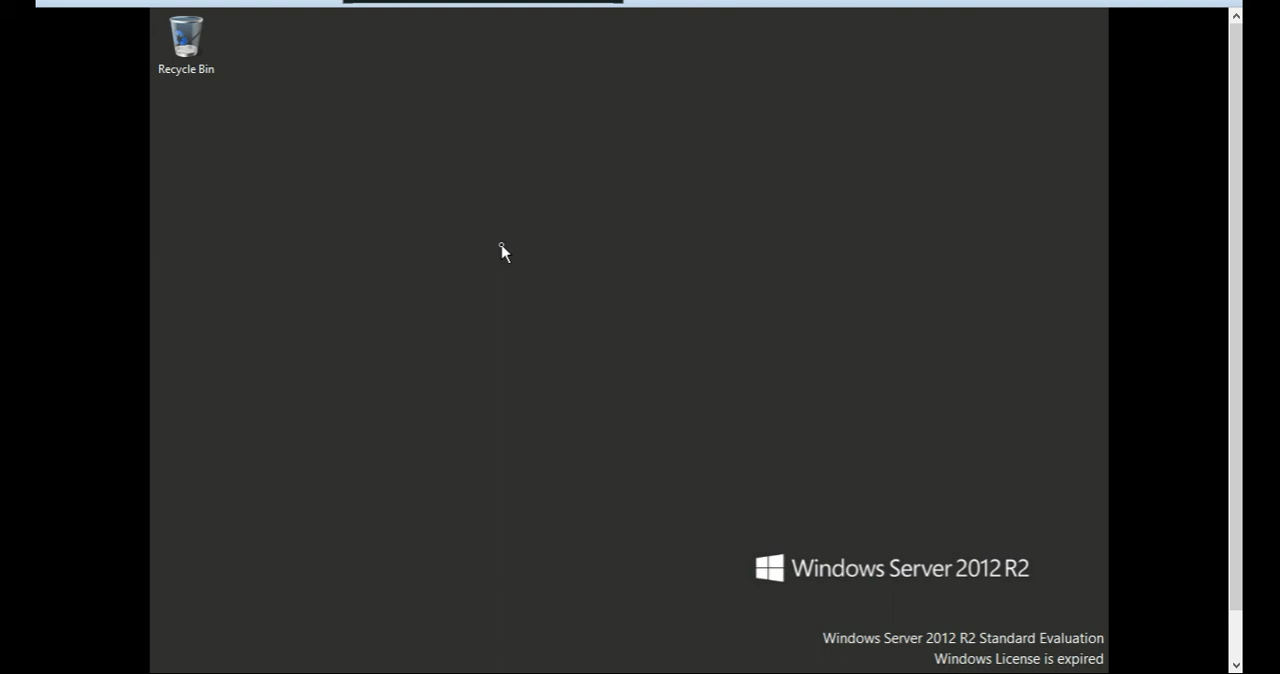 Recycle Bin
Windows Server 2012 R2
Windows Server 2012 R2 Standard Evaluation
Windows License is expired